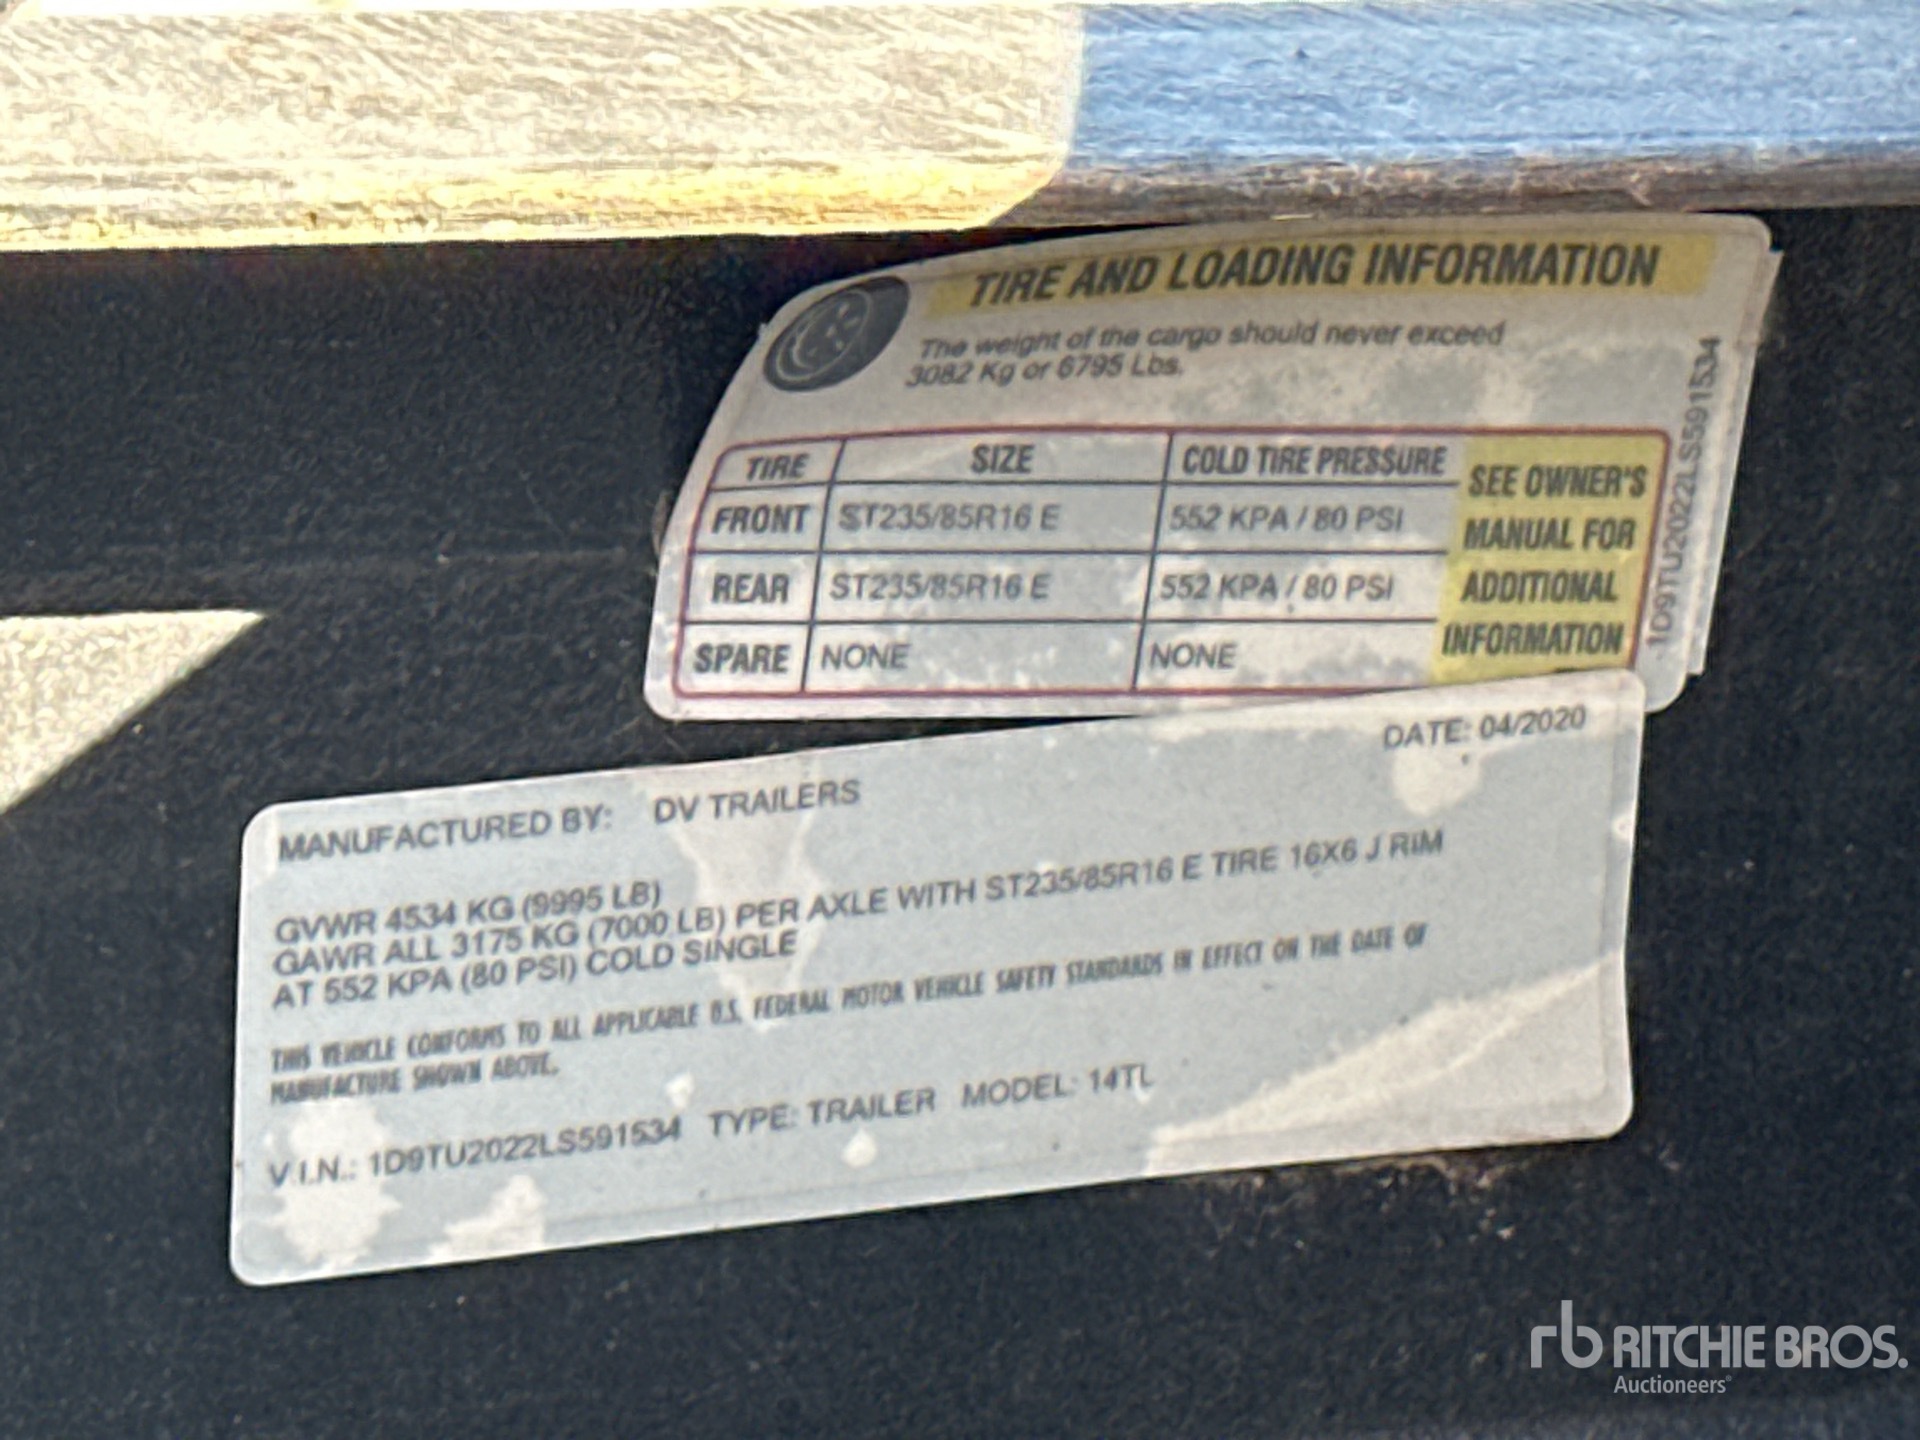 TIRE AND LOADING INFORMATION
The weight of the cargo should never exceed
3082 Kg or 6795 Lbs.
TIRE SIZE COLD TIRE PRESSURE
FRONT ST235/85R16 E 552 KPA / 80 PSI
REAR ST235/85R16 E 552 KPA / 80 PSI
SPARE NONE NONE
SEE OWNER'S
MANUAL FOR
ADDITIONAL
INFORMATION
1D9TU2022LS591534
DATE: 04/2020
MANUFACTURED BY: DV TRAILERS
GVWR 4534 KG (9995 LB)
GAWR ALL 3175 KG (7000 LB) PER AXLE WITH ST235/85R16 E TIRE 16X6 J RIM
AT 552 KPA (80 PSI) COLD SINGLE
THIS VEHICLE CONFORMS TO ALL APPLICABLE U.S. FEDERAL MOTOR VEHICLE SAFETY STANDARDS IN EFFECT ON THE DATE OF
MANUFACTURE SHOWN ABOVE.
V.I.N.: 1D9TU2022LS591534 TYPE: TRAILER MODEL: 14TL
rb RITCHIE BROS.
Auctioneers